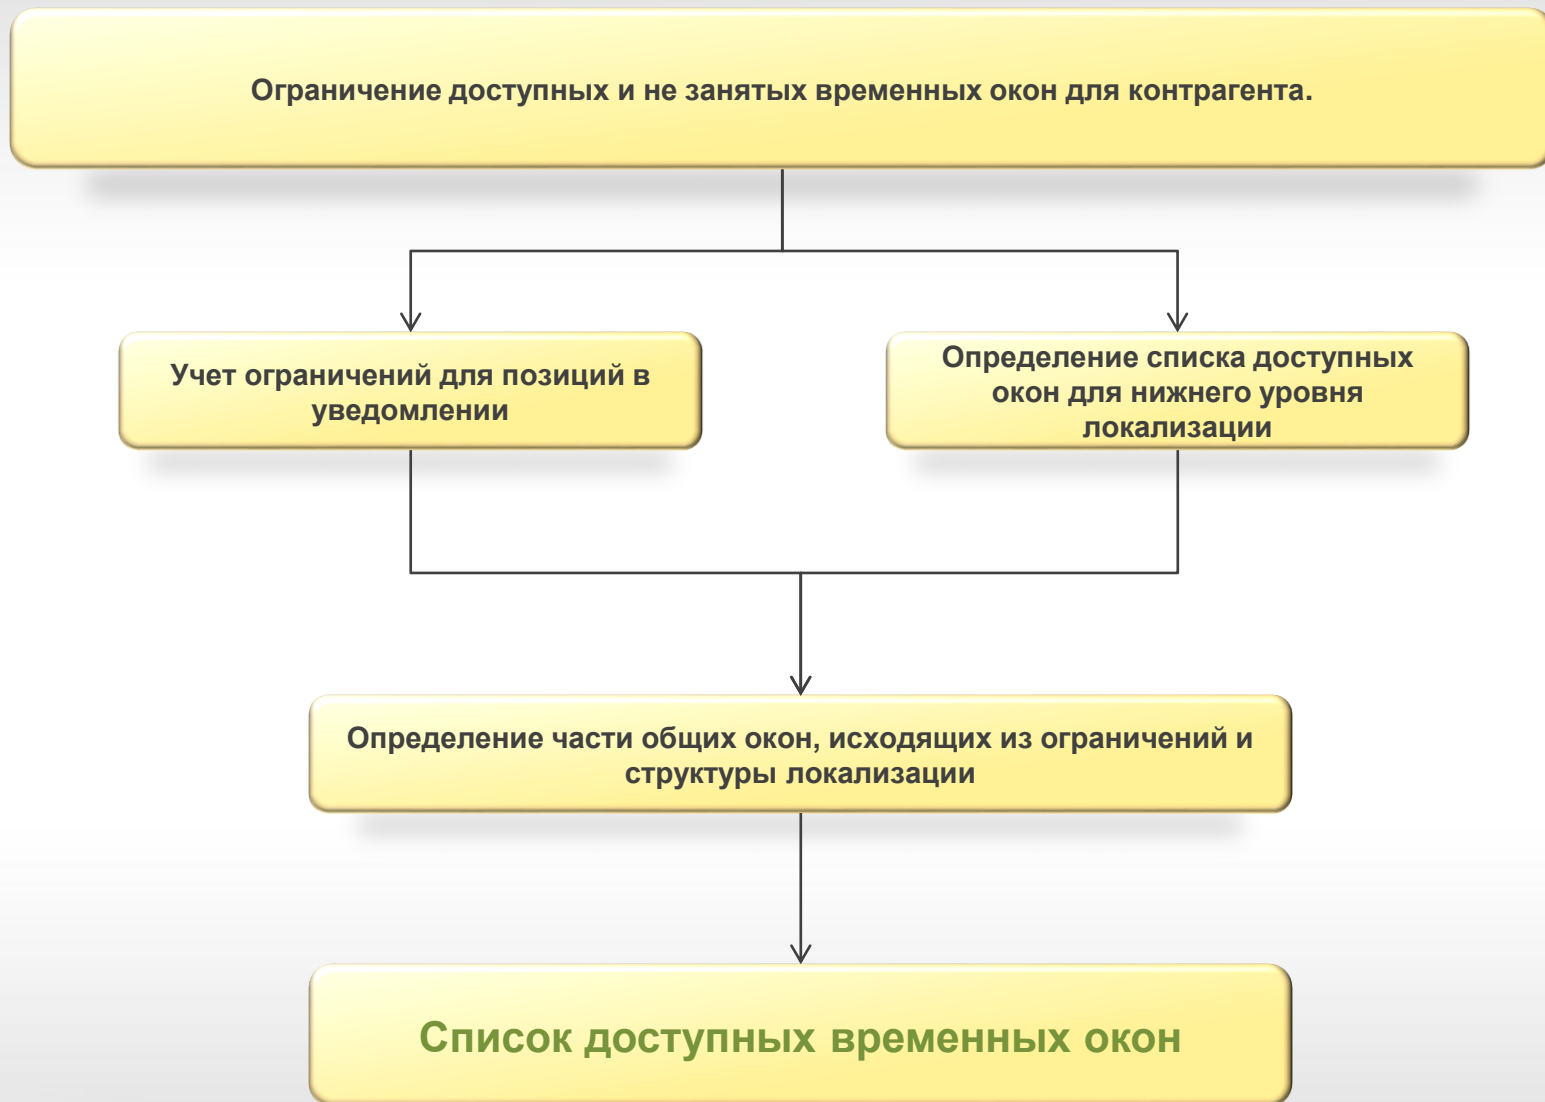 Ограничение доступных и не занятых временных окон для контрагента.
Учет ограничений для позиций в
уведомлении
Определение списка доступных
окон для нижнего уровня
локализации
Определение части общих окон, исходящих из ограничений и
структуры локализации
Список доступных временных окон